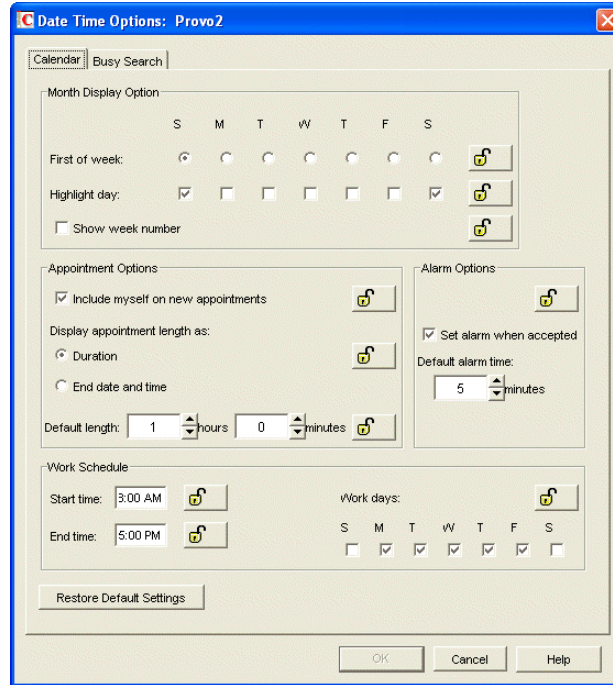 Date Time Options: Provo2
Calendar Busy Search
Month Display Option
S M T W T F S
First of week:
Highlight day:
Show week number
Appointment Options
Include myself on new appointments
Display appointment length as:
Duration
End date and time
Default length: 1 hours 0 minutes
Alarm Options
Set alarm when accepted
Default alarm time:
5 minutes
Work Schedule
Start time: :00 AM
End time: 5:00 PM
Work days:
S M T W T F S
Restore Default Settings
OK Cancel Help